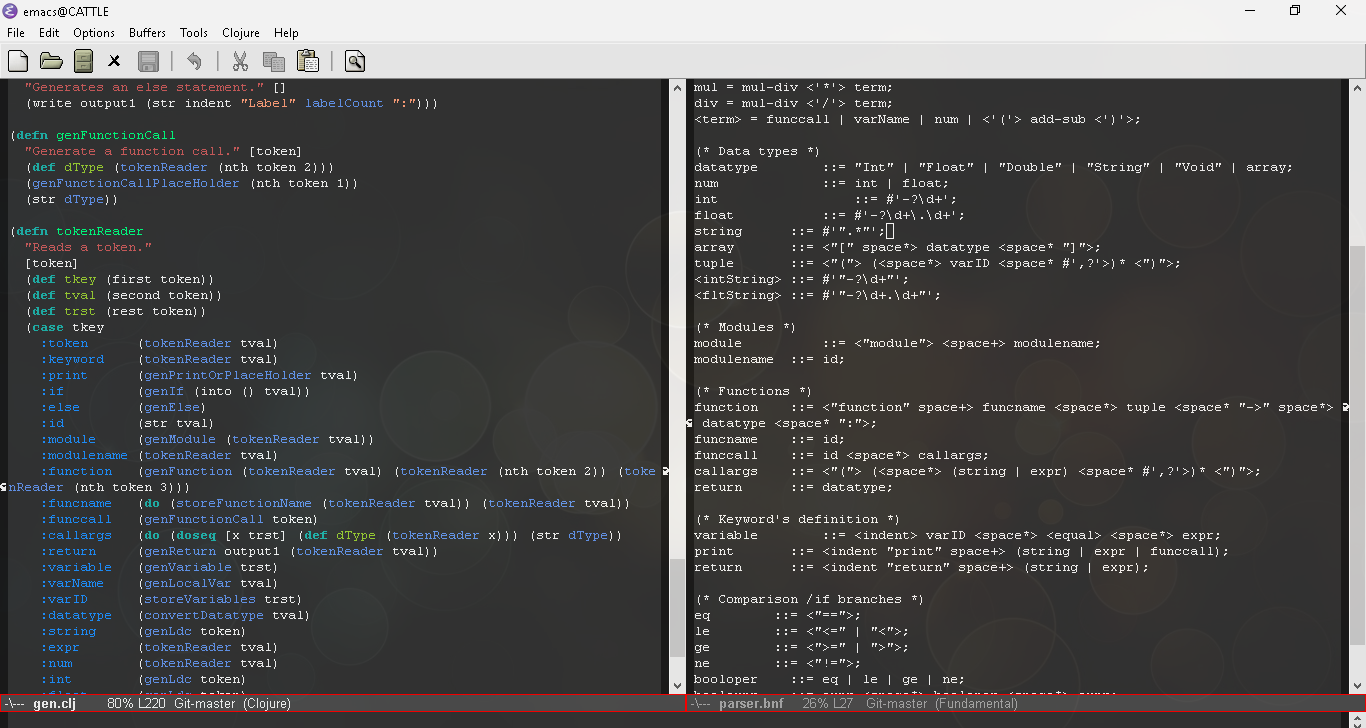 emacs@CATTLE
File Edit Options Buffers Tools Clojure Help
"Generates an else statement." []
(write output1 (str indent "Label" labelCount ":")))
(defn genFunctionCall
"Generate a function call." [token]
(def dType (tokenReader (nth token 2)))
(genFunctionCallPlaceHolder (nth token 1))
(str dType))
(defn tokenReader
"Reads a token."
[token]
(def tkey (first token))
(def tval (second token))
(def trst (rest token))
(case tkey
:token (tokenReader tval)
:keyword (tokenReader tval)
:print (genPrintOrPlaceHolder tval)
:if (genIf (into () tval))
:else (genElse)
:id (str tval)
:module (genModule (tokenReader tval))
:modulename (tokenReader tval)
:function (genFunction (tokenReader tval) (tokenReader (nth token 2)) (toke
nReader (nth token 3)))
:funcname (do (storeFunctionName (tokenReader tval)) (tokenReader tval))
:funccall (genFunctionCall token)
:callargs (do (doseq [x trst] (def dType (tokenReader x))) (str dType))
:return (genReturn output1 (tokenReader tval))
:variable (genVariable trst)
:varName (genLocalVar tval)
:varID (storeVariables trst)
:datatype (convertDatatype tval)
:string (genLdc token)
:expr (tokenReader tval)
:num (tokenReader tval)
:int (genLdc token)
-\--- gen.clj 80% L220 Git-master (Clojure)
mul = mul-div <'*'> term;
div = mul-div <'/'> term;
<term> = funccall | varName | num | <'('> add-sub <')'>;
(* Data types *)
datatype ::= "Int" | "Float" | "Double" | "String" | "Void" | array;
num ::= int | float;
int ::= #'-?\d+';
float ::= #'-?\d+\.\d+';
string ::= #'".*"';
array ::= <"[" space*> datatype <space* "]">;
tuple ::= <"("> (<space*> varID <space* #',?'>)* <")">;
<intString> ::= #'"-?\d+"';
<fltString> ::= #'"-?\d+.\d+"';
(* Modules *)
module ::= <"module"> <space+> modulename;
modulename ::= id;
(* Functions *)
function ::= <"function" space+> funcname <space*> tuple <space* "->" space*>
datatype <space* ":">;
funcname ::= id;
funccall ::= id <space*> callargs;
callargs ::= <"("> (<space*> (string | expr) <space* #',?'>)* <")">;
return ::= datatype;
(* Keyword's definition *)
variable ::= <indent> varID <space*> <equal> <space*> expr;
print ::= <indent "print" space+> (string | expr | funccall);
return ::= <indent "return" space+> (string | expr);
(* Comparison /if branches *)
eq ::= <"==">;
le ::= <"<=" | "<">;
ge ::= <">=" | ">">;
ne ::= <"!=">;
booloper ::= eq | le | ge | ne;
-\--- parser.bnf 26% L27 Git-master (Fundamental)